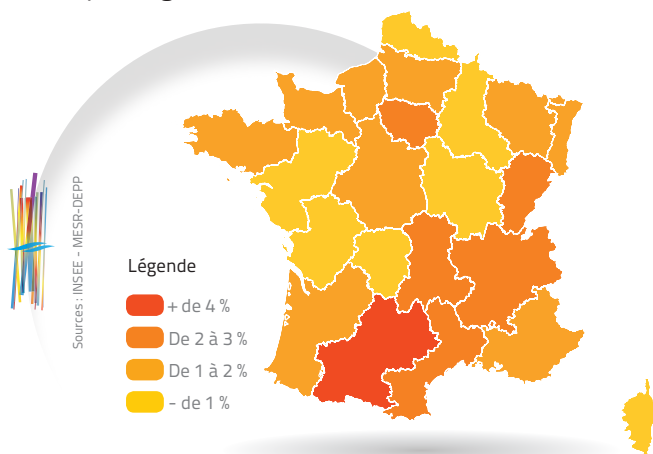 Sources : INSEE - MESR-DEPP
Légende
+ de 4 %
De 2 à 3 %
De 1 à 2 %
- de 1 %